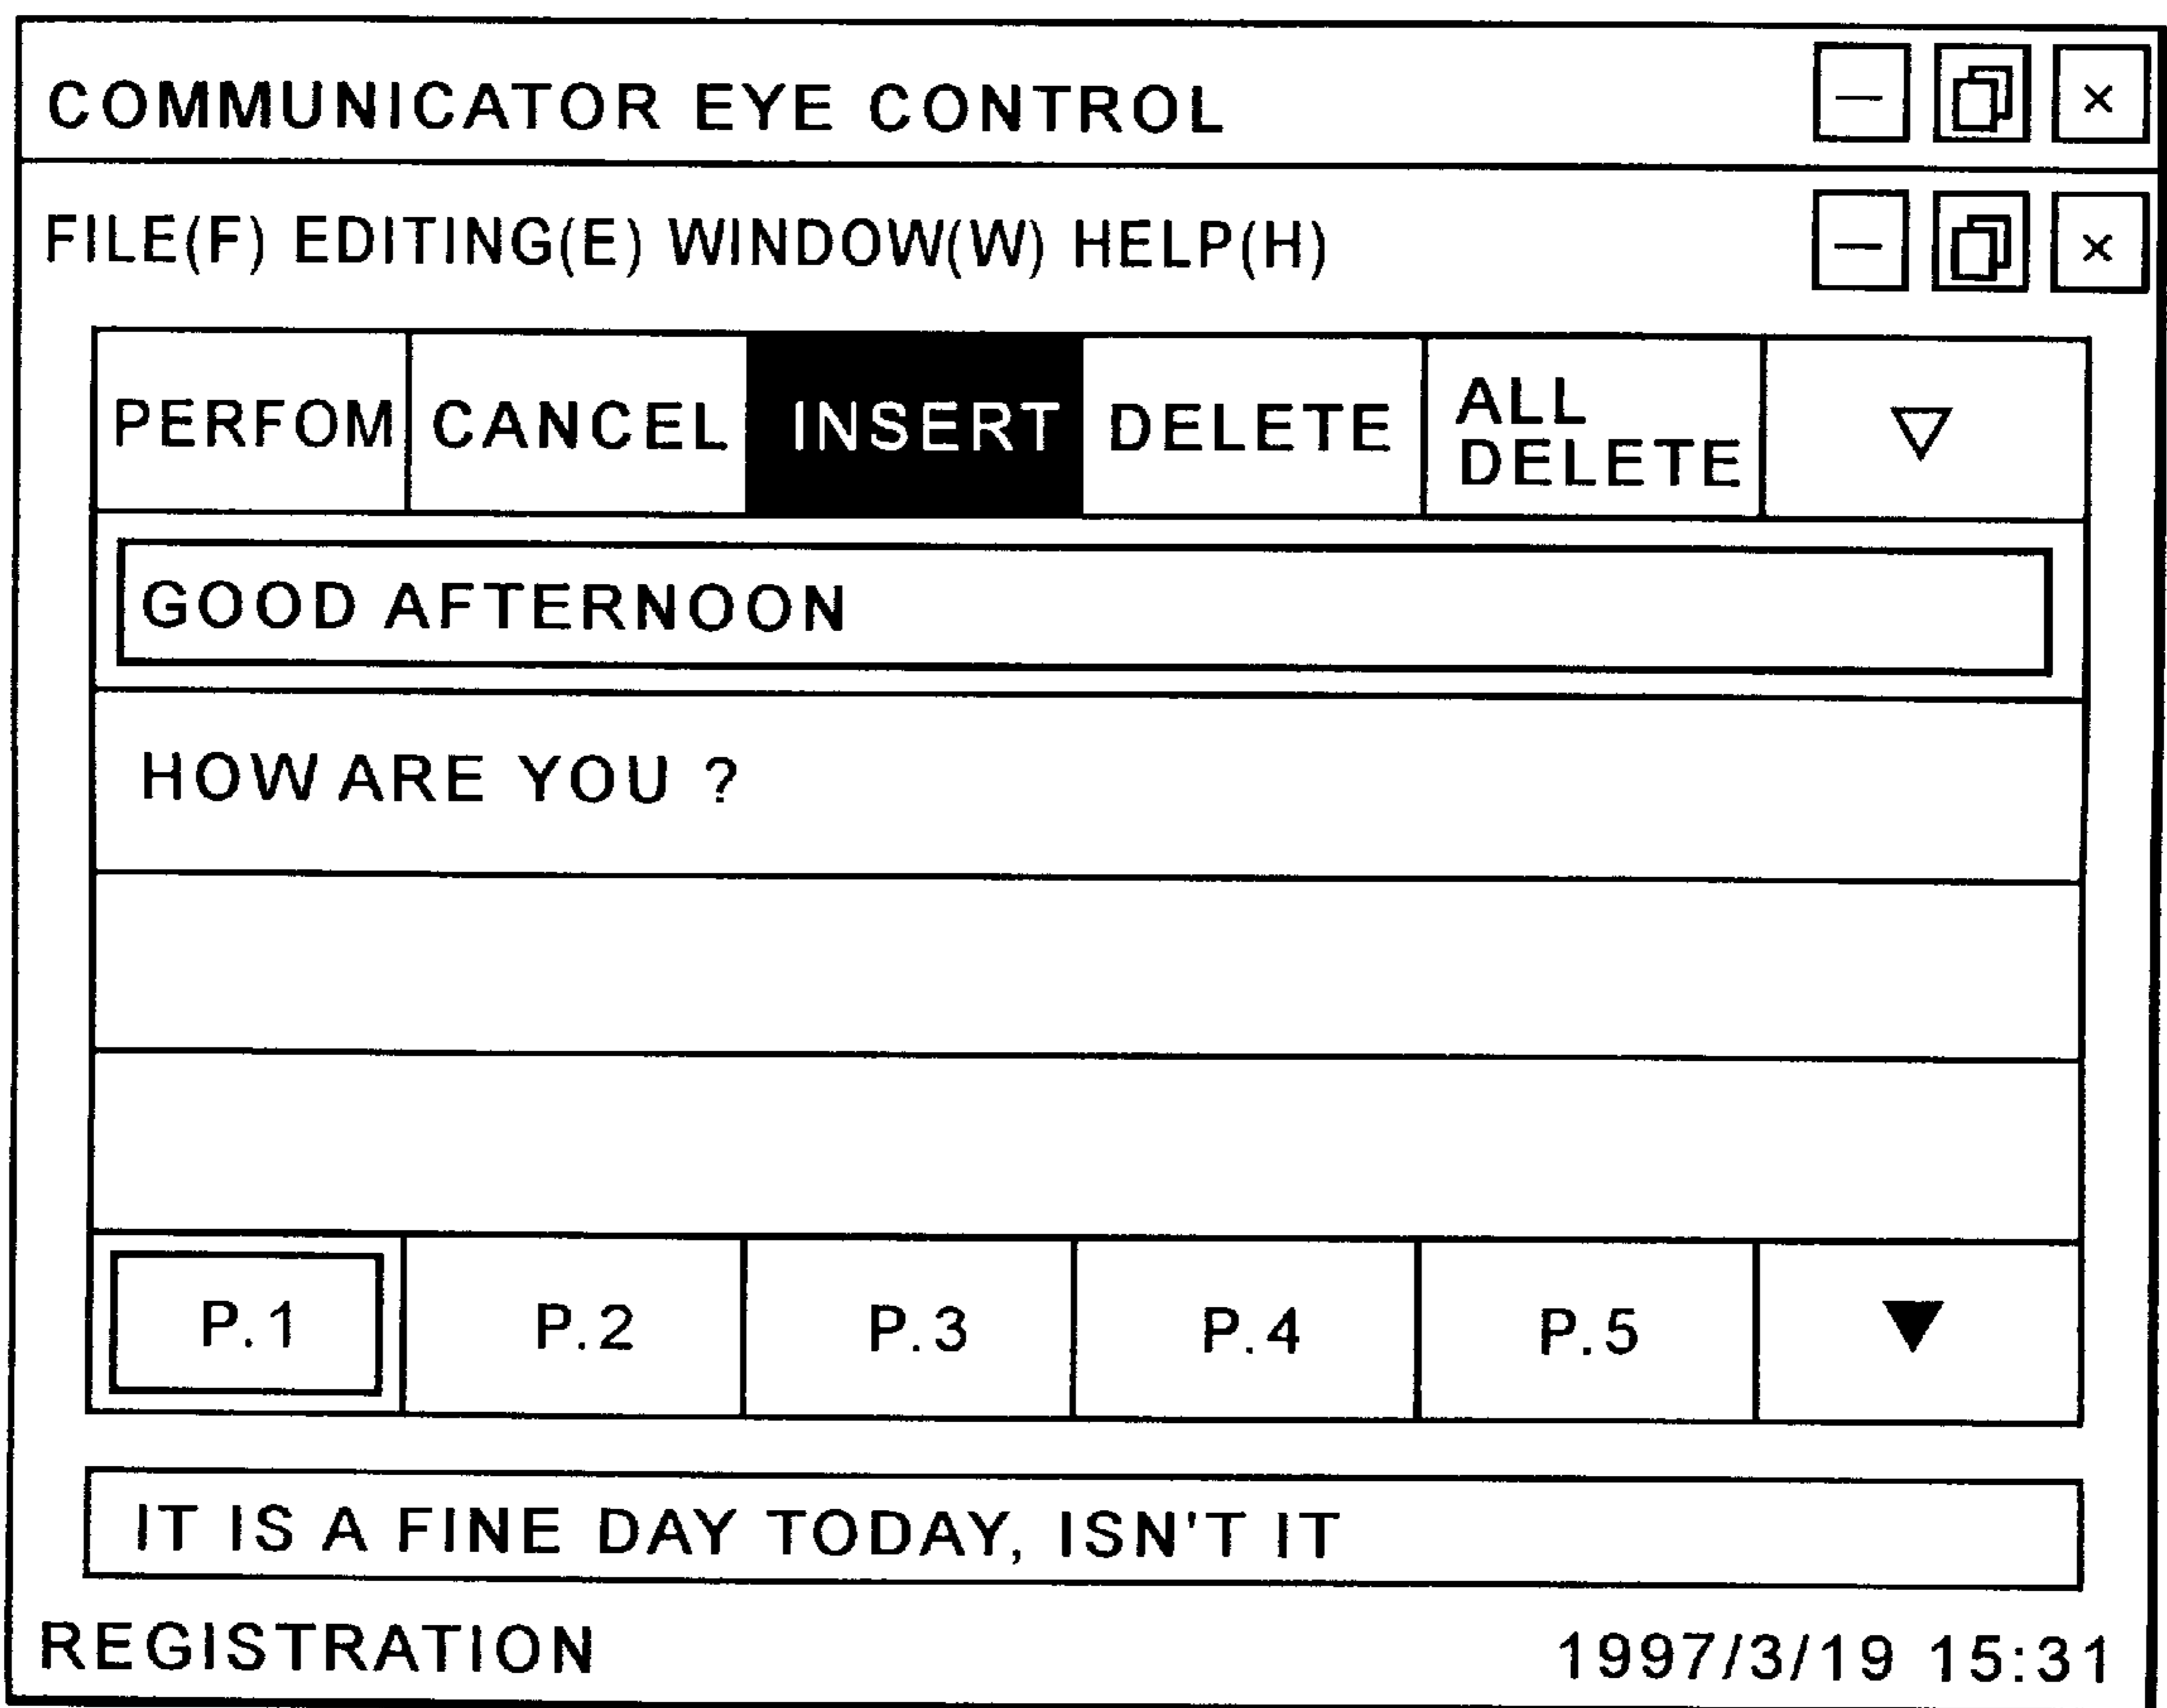 COMMUNICATOR EYE CONTROL
FILE(F) EDITING(E) WINDOW(W) HELP(H)
PERFOM CANCEL INSERT DELETE ALL DELETE
GOOD AFTERNOON
HOW ARE YOU ?
P.1 P.2 P.3 P.4 P.5
IT IS A FINE DAY TODAY, ISN'T IT
REGISTRATION 1997/3/19 15:31